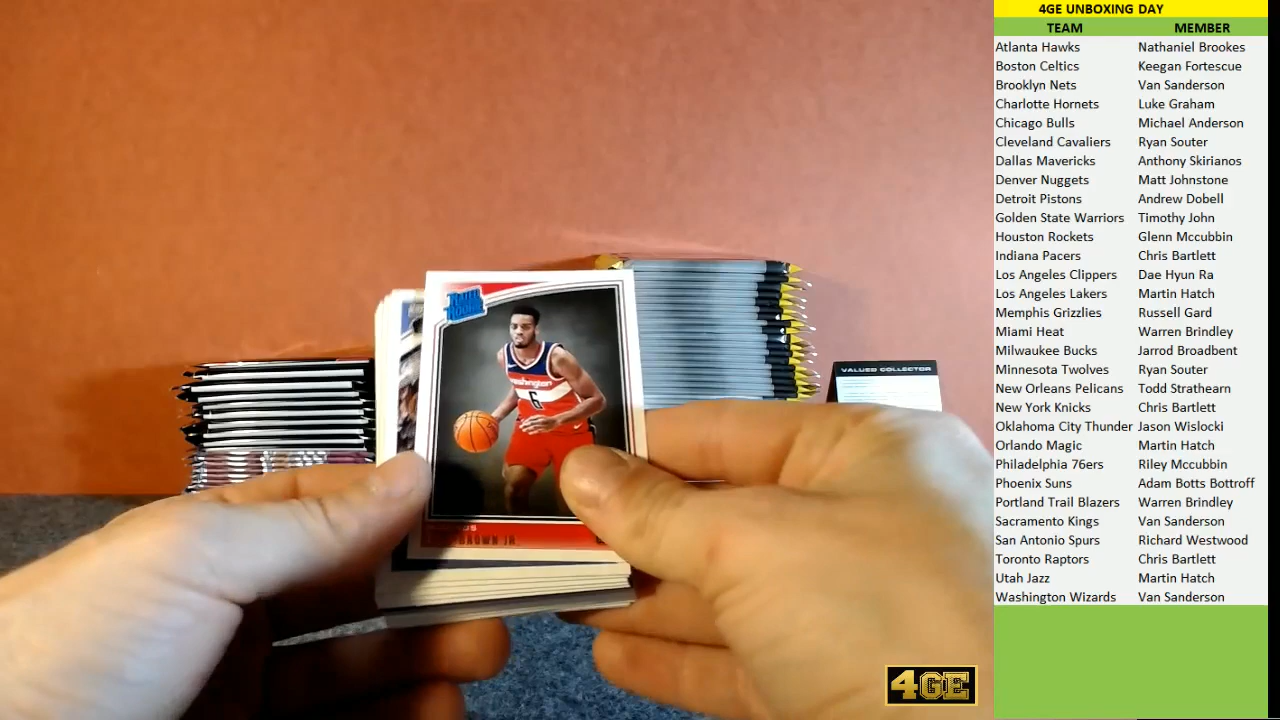 4GE UNBOXING DAY
TEAM MEMBER
Atlanta Hawks Nathaniel Brookes
Boston Celtics Keegan Fortescue
Brooklyn Nets Van Sanderson
Charlotte Hornets Luke Graham
Chicago Bulls Michael Anderson
Cleveland Cavaliers Ryan Souter
Dallas Mavericks Anthony Skirianos
Denver Nuggets Matt Johnstone
Detroit Pistons Andrew Dobell
Golden State Warriors Timothy John
Houston Rockets Glenn Mccubbin
Indiana Pacers Chris Bartlett
Los Angeles Clippers Dae Hyun Ra
Los Angeles Lakers Martin Hatch
Memphis Grizzlies Russell Gard
Miami Heat Warren Brindley
Milwaukee Bucks Jarrod Broadbent
Minnesota Twolves Ryan Souter
New Orleans Pelicans Todd Strathearn
New York Knicks Chris Bartlett
Oklahoma City Thunder Jason Wislocki
Orlando Magic Martin Hatch
Philadelphia 76ers Riley Mccubbin
Phoenix Suns Adam Botts Bottroff
Portland Trail Blazers Warren Brindley
Sacramento Kings Van Sanderson
San Antonio Spurs Richard Westwood
Toronto Raptors Chris Bartlett
Utah Jazz Martin Hatch
Washington Wizards Van Sanderson
VALUED COLLECTOR
RATED
ROOKIE
Washington
6
BROWN JR.
4GE